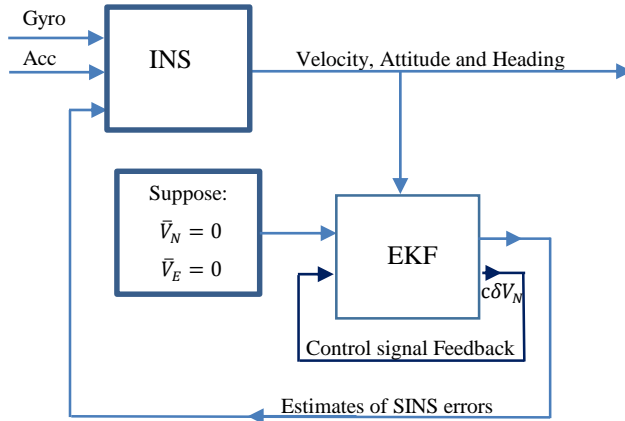 Gyro
Acc
INS
Velocity, Attitude and Heading
Suppose:
V̄_N = 0
V̄_E = 0
EKF
cδV_N
Control signal Feedback
Estimates of SINS errors